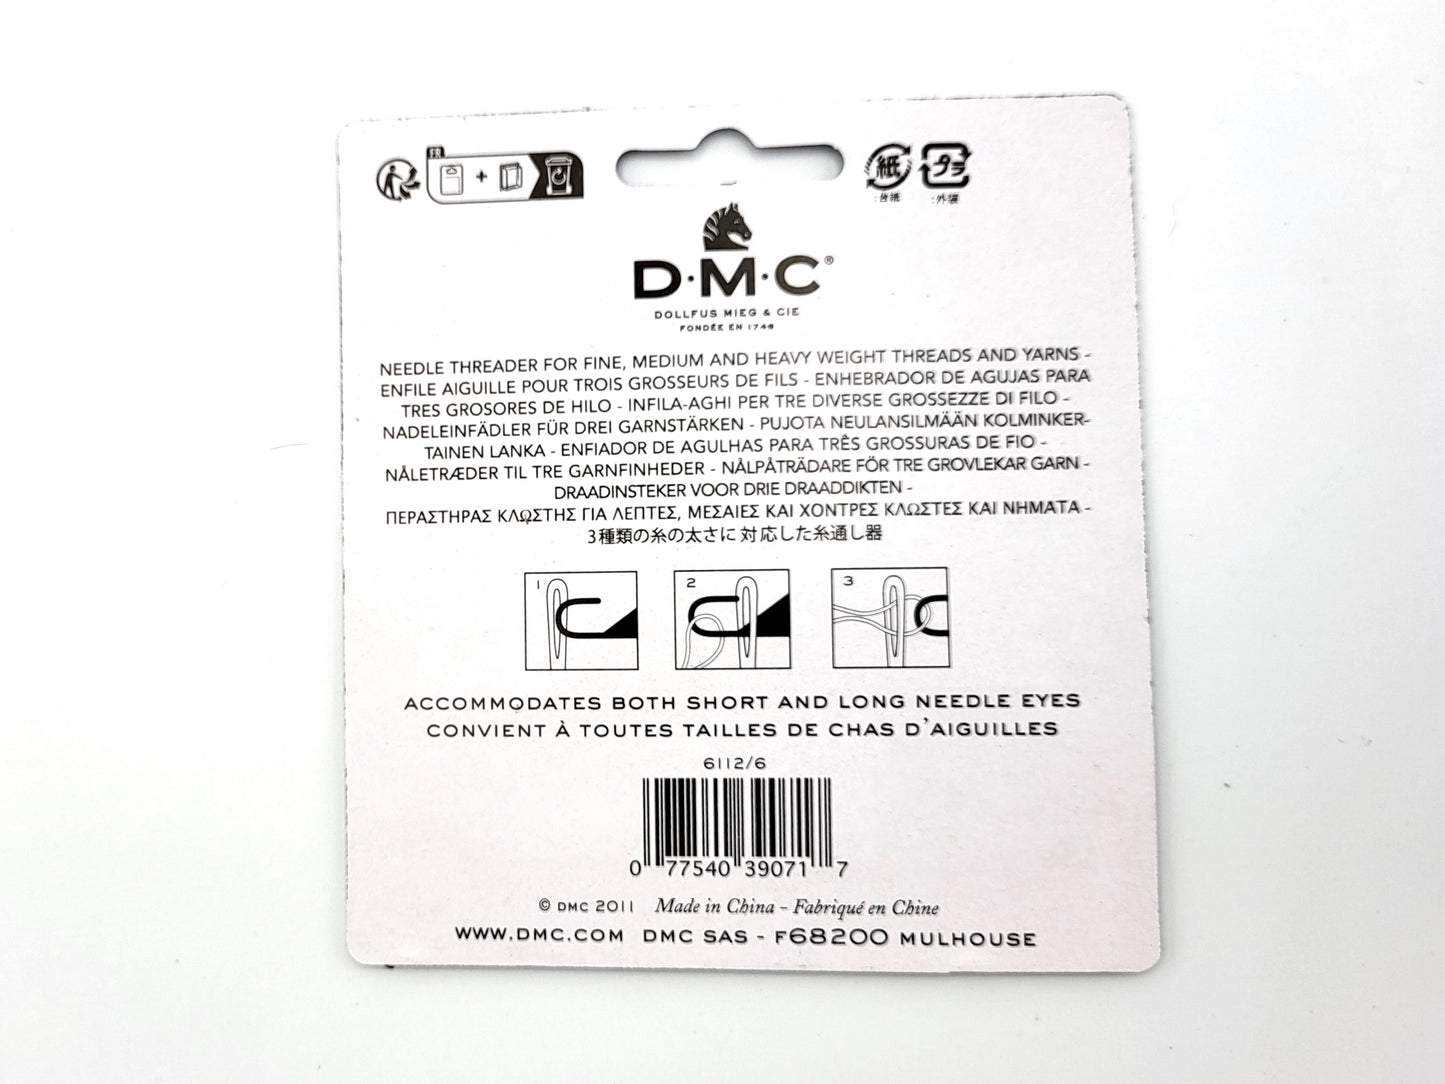 FR
+
紙 プラ
:台紙 :外装
D·M·C®
DOLLFUS MIEG & CIE
FONDÉE EN 1746
NEEDLE THREADER FOR FINE, MEDIUM AND HEAVY WEIGHT THREADS AND YARNS -
ENFILE AIGUILLE POUR TROIS GROSSEURS DE FILS - ENHEBRADOR DE AGUJAS PARA
TRES GROSORES DE HILO - INFILA-AGHI PER TRE DIVERSE GROSSEZZE DI FILO -
NADELEINFÄDLER FÜR DREI GARNSTÄRKEN - PUJOTA NEULANSILMÄÄN KOLMINKER-
TAINEN LANKA - ENFIADOR DE AGULHAS PARA TRÊS GROSSURAS DE FIO -
NÅLETRÆDER TIL TRE GARNFINHEDER - NÅLPÅTRÄDARE FÖR TRE GROVLEKAR GARN -
DRAADINSTEKER VOOR DRIE DRAADDIKTEN -
ΠΕΡΑΣΤΗΡΑΣ ΚΛΩΣΤΗΣ ΓΙΑ ΛΕΠΤΕΣ, ΜΕΣΑΙΕΣ ΚΑΙ ΧΟΝΤΡΕΣ ΚΛΩΣΤΕΣ ΚΑΙ ΝΗΜΑΤΑ -
3種類の糸の太さに対応した糸通し器
1 2 3
ACCOMMODATES BOTH SHORT AND LONG NEEDLE EYES
CONVIENT À TOUTES TAILLES DE CHAS D'AIGUILLES
6112/6
0 77540 39071 7
© DMC 2011 Made in China - Fabriqué en Chine
WWW.DMC.COM DMC SAS - F68200 MULHOUSE